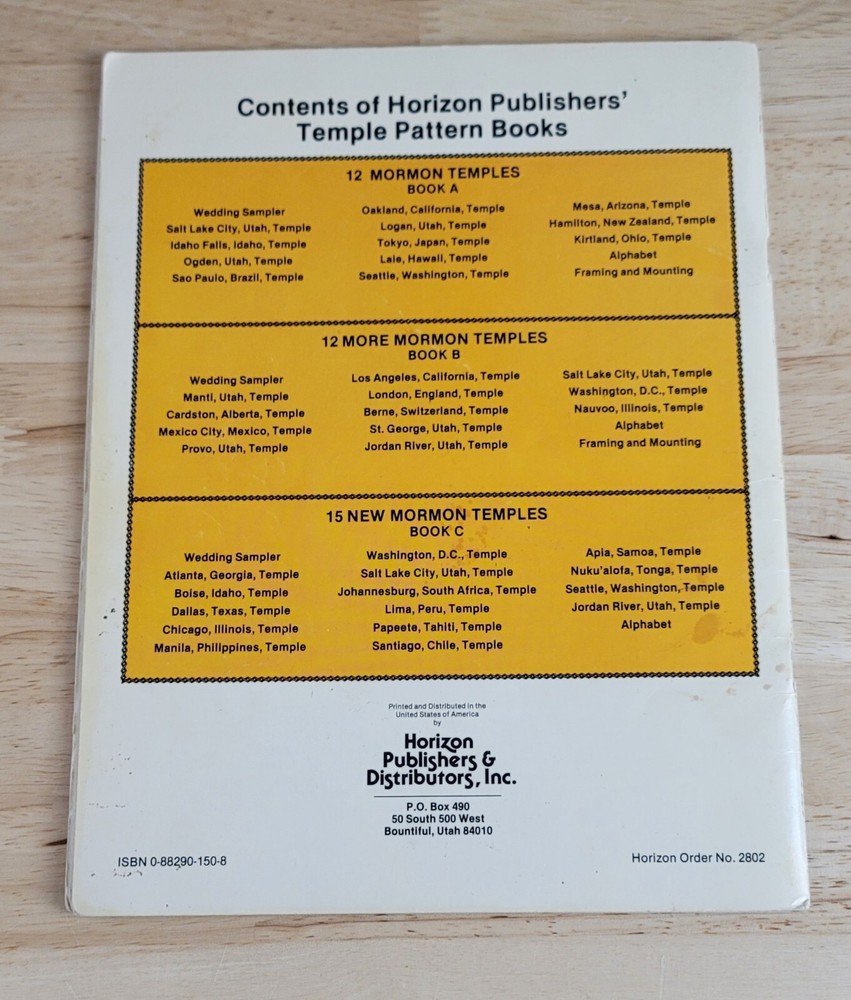 Contents of Horizon Publishers'
Temple Pattern Books
12 MORMON TEMPLES
BOOK A
Wedding Sampler
Salt Lake City, Utah, Temple
Idaho Falls, Idaho, Temple
Ogden, Utah, Temple
Sao Paulo, Brazil, Temple
Oakland, California, Temple
Logan, Utah, Temple
Tokyo, Japan, Temple
Laie, Hawaii, Temple
Seattle, Washington, Temple
Mesa, Arizona, Temple
Hamilton, New Zealand, Temple
Kirtland, Ohio, Temple
Alphabet
Framing and Mounting
12 MORE MORMON TEMPLES
BOOK B
Wedding Sampler
Manti, Utah, Temple
Cardston, Alberta, Temple
Mexico City, Mexico, Temple
Provo, Utah, Temple
Los Angeles, California, Temple
London, England, Temple
Berne, Switzerland, Temple
St. George, Utah, Temple
Jordan River, Utah, Temple
Salt Lake City, Utah, Temple
Washington, D.C., Temple
Nauvoo, Illinois, Temple
Alphabet
Framing and Mounting
15 NEW MORMON TEMPLES
BOOK C
Wedding Sampler
Atlanta, Georgia, Temple
Boise, Idaho, Temple
Dallas, Texas, Temple
Chicago, Illinois, Temple
Manila, Philippines, Temple
Washington, D.C., Temple
Salt Lake City, Utah, Temple
Johannesburg, South Africa, Temple
Lima, Peru, Temple
Papeete, Tahiti, Temple
Santiago, Chile, Temple
Apia, Samoa, Temple
Nuku'alofa, Tonga, Temple
Seattle, Washington, Temple
Jordan River, Utah, Temple
Alphabet
Printed and Distributed in the
United States of America
by
Horizon
Publishers &
Distributors, Inc.
P.O. Box 490
50 South 500 West
Bountiful, Utah 84010
ISBN 0-88290-150-8
Horizon Order No. 2802